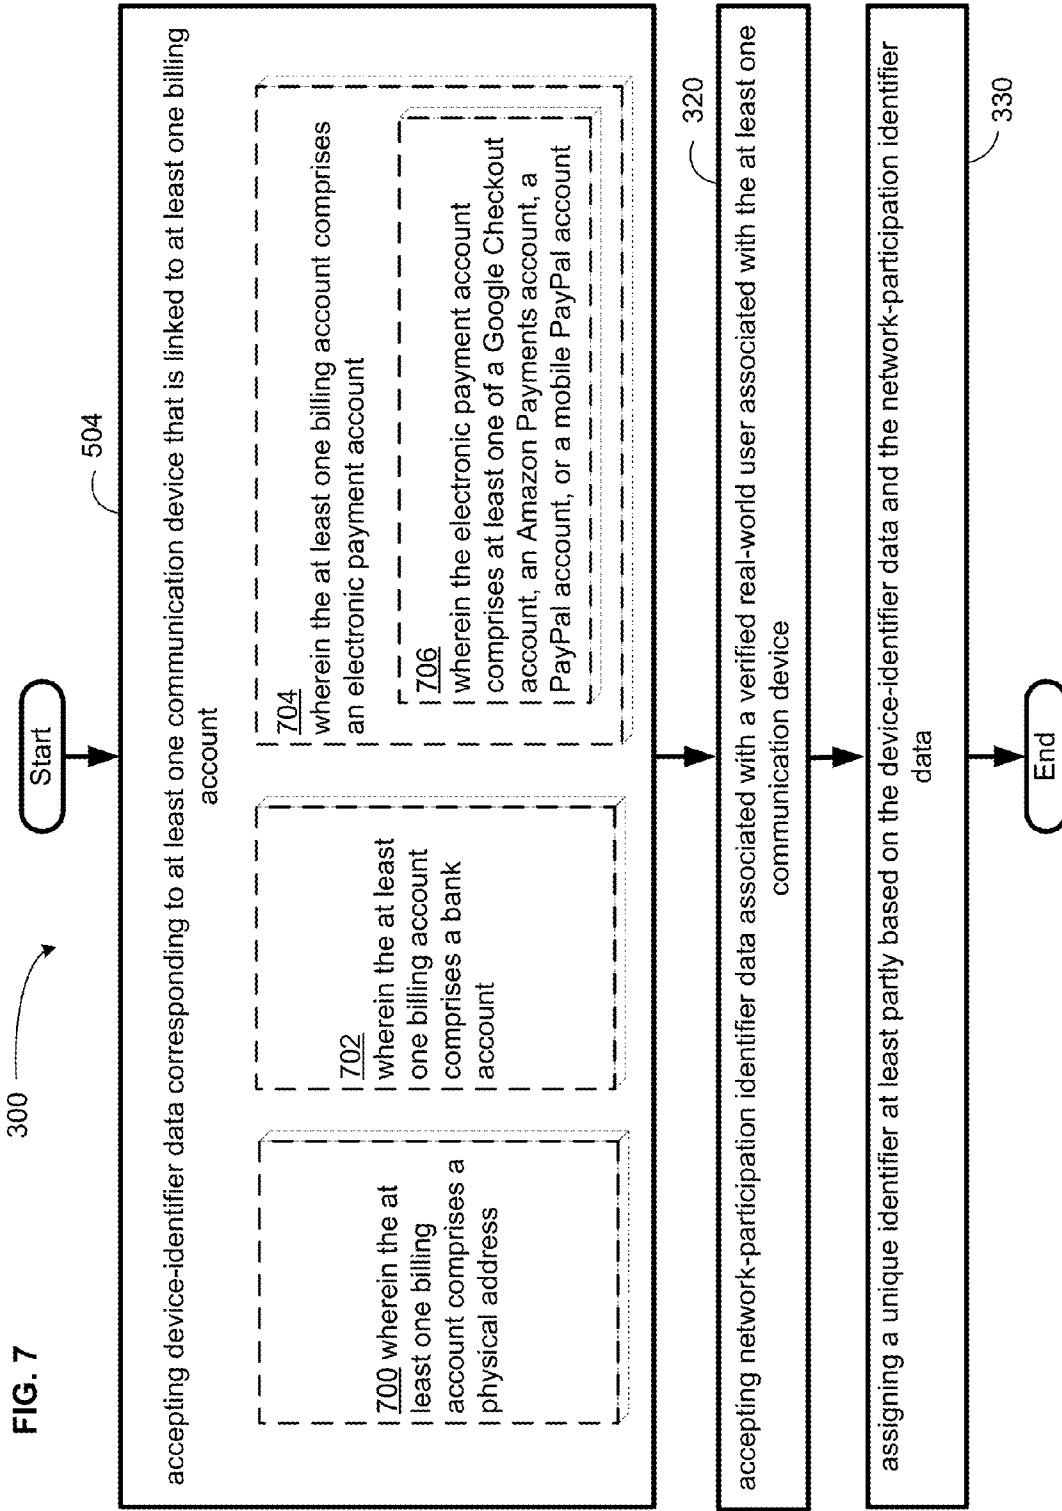 FIG. 7
300
Start
504
accepting device-identifier data corresponding to at least one communication device that is linked to at least one billing
account
700 wherein the at
least one billing
account comprises a
physical address
702
wherein the at least
one billing account
comprises a bank
account
704
wherein the at least one billing account comprises
an electronic payment account
706
wherein the electronic payment account
comprises at least one of a Google Checkout
account, an Amazon Payments account, a
PayPal account, or a mobile PayPal account
320
accepting network-participation identifier data associated with a verified real-world user associated with the at least one
communication device
330
assigning a unique identifier at least partly based on the device-identifier data and the network-participation identifier
data
End